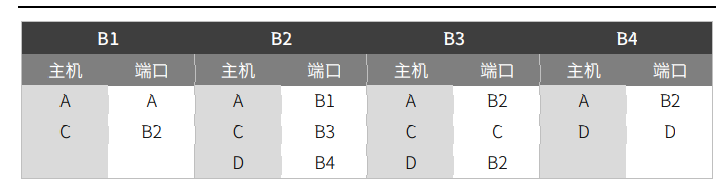 B1 B2 B3 B4
主机 端口 主机 端口 主机 端口 主机 端口
A A A B1 A B2 A B2
C B2 C B3 C C D D
D B4 D B2